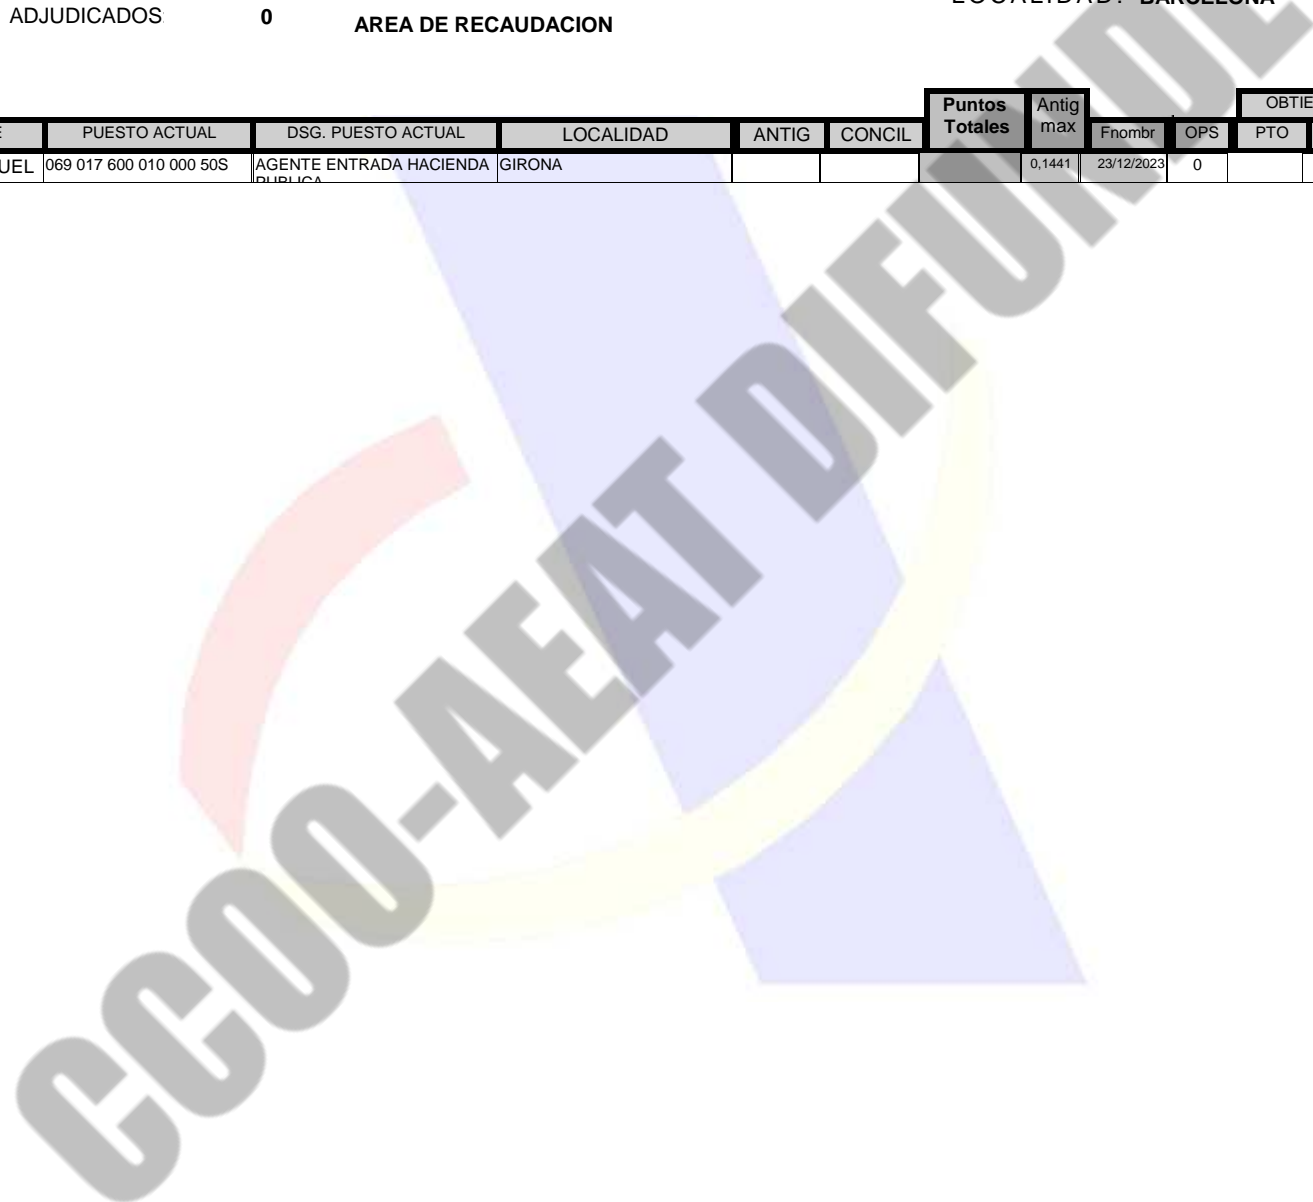 LOCALIDAD: BARCELONA
ADJUDICADOS: 0 AREA DE RECAUDACION
Puntos Totales Antig max OBTIE
PUESTO ACTUAL DSG. PUESTO ACTUAL LOCALIDAD ANTIG CONCIL Fnombr OPS PTO
UEL 069 017 600 010 000 50S AGENTE ENTRADA HACIENDA PUBLICA GIRONA 0,1441 23/12/2023 0
CCOO-AEAT DIFUNDE